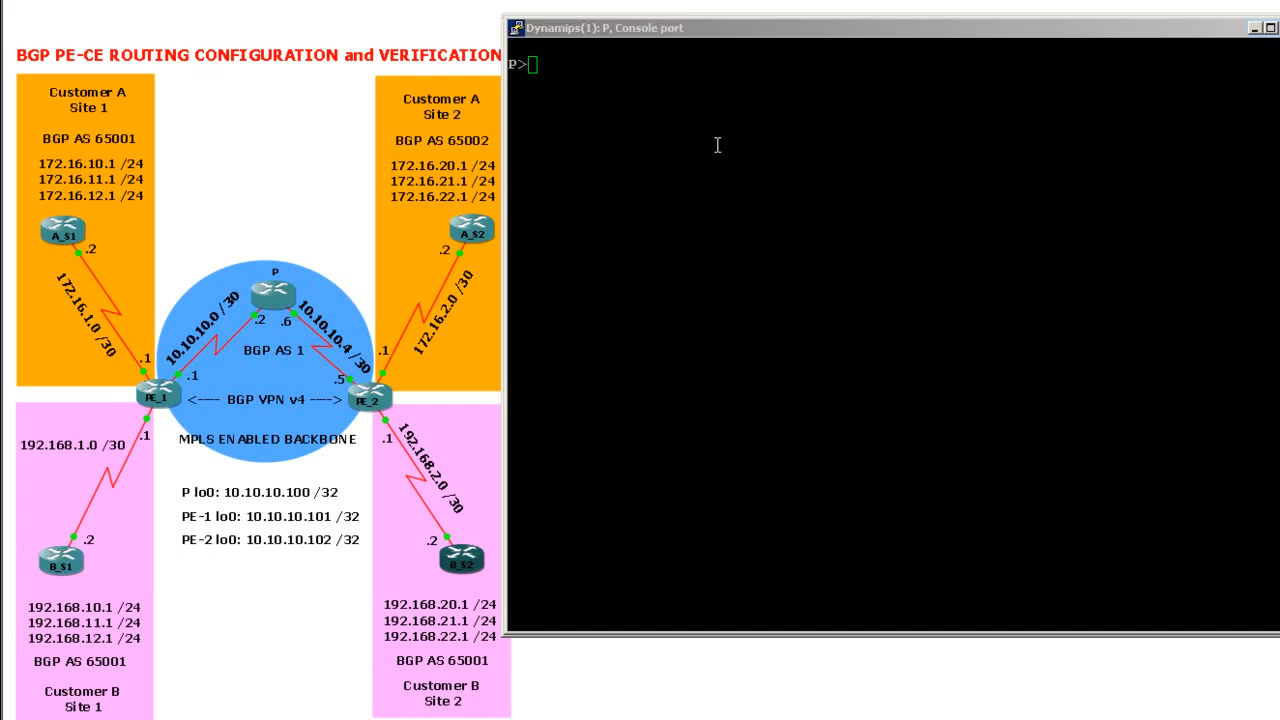 BGP PE-CE ROUTING CONFIGURATION and VERIFICATION
Customer A
Site 1
BGP AS 65001
172.16.10.1 /24
172.16.11.1 /24
172.16.12.1 /24
A_S1
.2
172.16.1.0 /30
.1
Customer A
Site 2
BGP AS 65002
172.16.20.1 /24
172.16.21.1 /24
172.16.22.1 /24
A_S2
.2
172.16.2.0 /30
.1
P
10.10.10.0 /30
.2
.6
10.10.10.4 /30
BGP AS 1
.1
.5
PE_1
<---- BGP VPN v4 ---->
PE_2
MPLS ENABLED BACKBONE
.1
192.168.1.0 /30
.2
B_S1
192.168.10.1 /24
192.168.11.1 /24
192.168.12.1 /24
BGP AS 65001
Customer B
Site 1
P lo0: 10.10.10.100 /32
PE-1 lo0: 10.10.10.101 /32
PE-2 lo0: 10.10.10.102 /32
.1
192.168.2.0 /30
.2
B_S2
192.168.20.1 /24
192.168.21.1 /24
192.168.22.1 /24
BGP AS 65001
Customer B
Site 2
Dynamips(1): P, Console port
P>